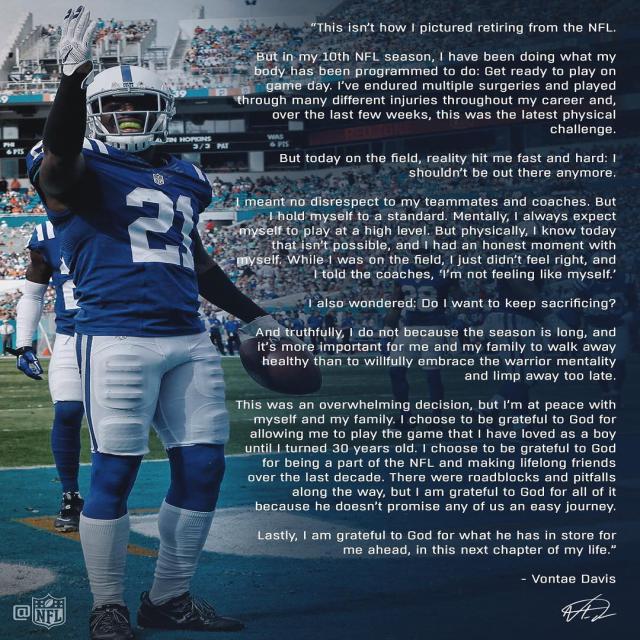 “This isn’t how I pictured retiring from the NFL.
But in my 10th NFL season, I have been doing what my
body has been programmed to do: Get ready to play on
game day. I’ve endured multiple surgeries and played
through many different injuries throughout my career and,
over the last few weeks, this was the latest physical
challenge.
But today on the field, reality hit me fast and hard: I
shouldn’t be out there anymore.
I meant no disrespect to my teammates and coaches. But
I hold myself to a standard. Mentally, I always expect
myself to play at a high level. But physically, I know today
that isn’t possible, and I had an honest moment with
myself. While I was on the field, I just didn’t feel right, and
I told the coaches, ‘I’m not feeling like myself.’
I also wondered: Do I want to keep sacrificing?
And truthfully, I do not because the season is long, and
it’s more important for me and my family to walk away
healthy than to willfully embrace the warrior mentality
and limp away too late.
This was an overwhelming decision, but I’m at peace with
myself and my family. I choose to be grateful to God for
allowing me to play the game that I have loved as a boy
until I turned 30 years old. I choose to be grateful to God
for being a part of the NFL and making lifelong friends
over the last decade. There were roadblocks and pitfalls
along the way, but I am grateful to God for all of it
because he doesn’t promise any of us an easy journey.
Lastly, I am grateful to God for what he has in store for
me ahead, in this next chapter of my life.”
- Vontae Davis
21
PHI
6 PTS
HOPKINS
3/3 PAT
WAS
6 PTS
@NFL